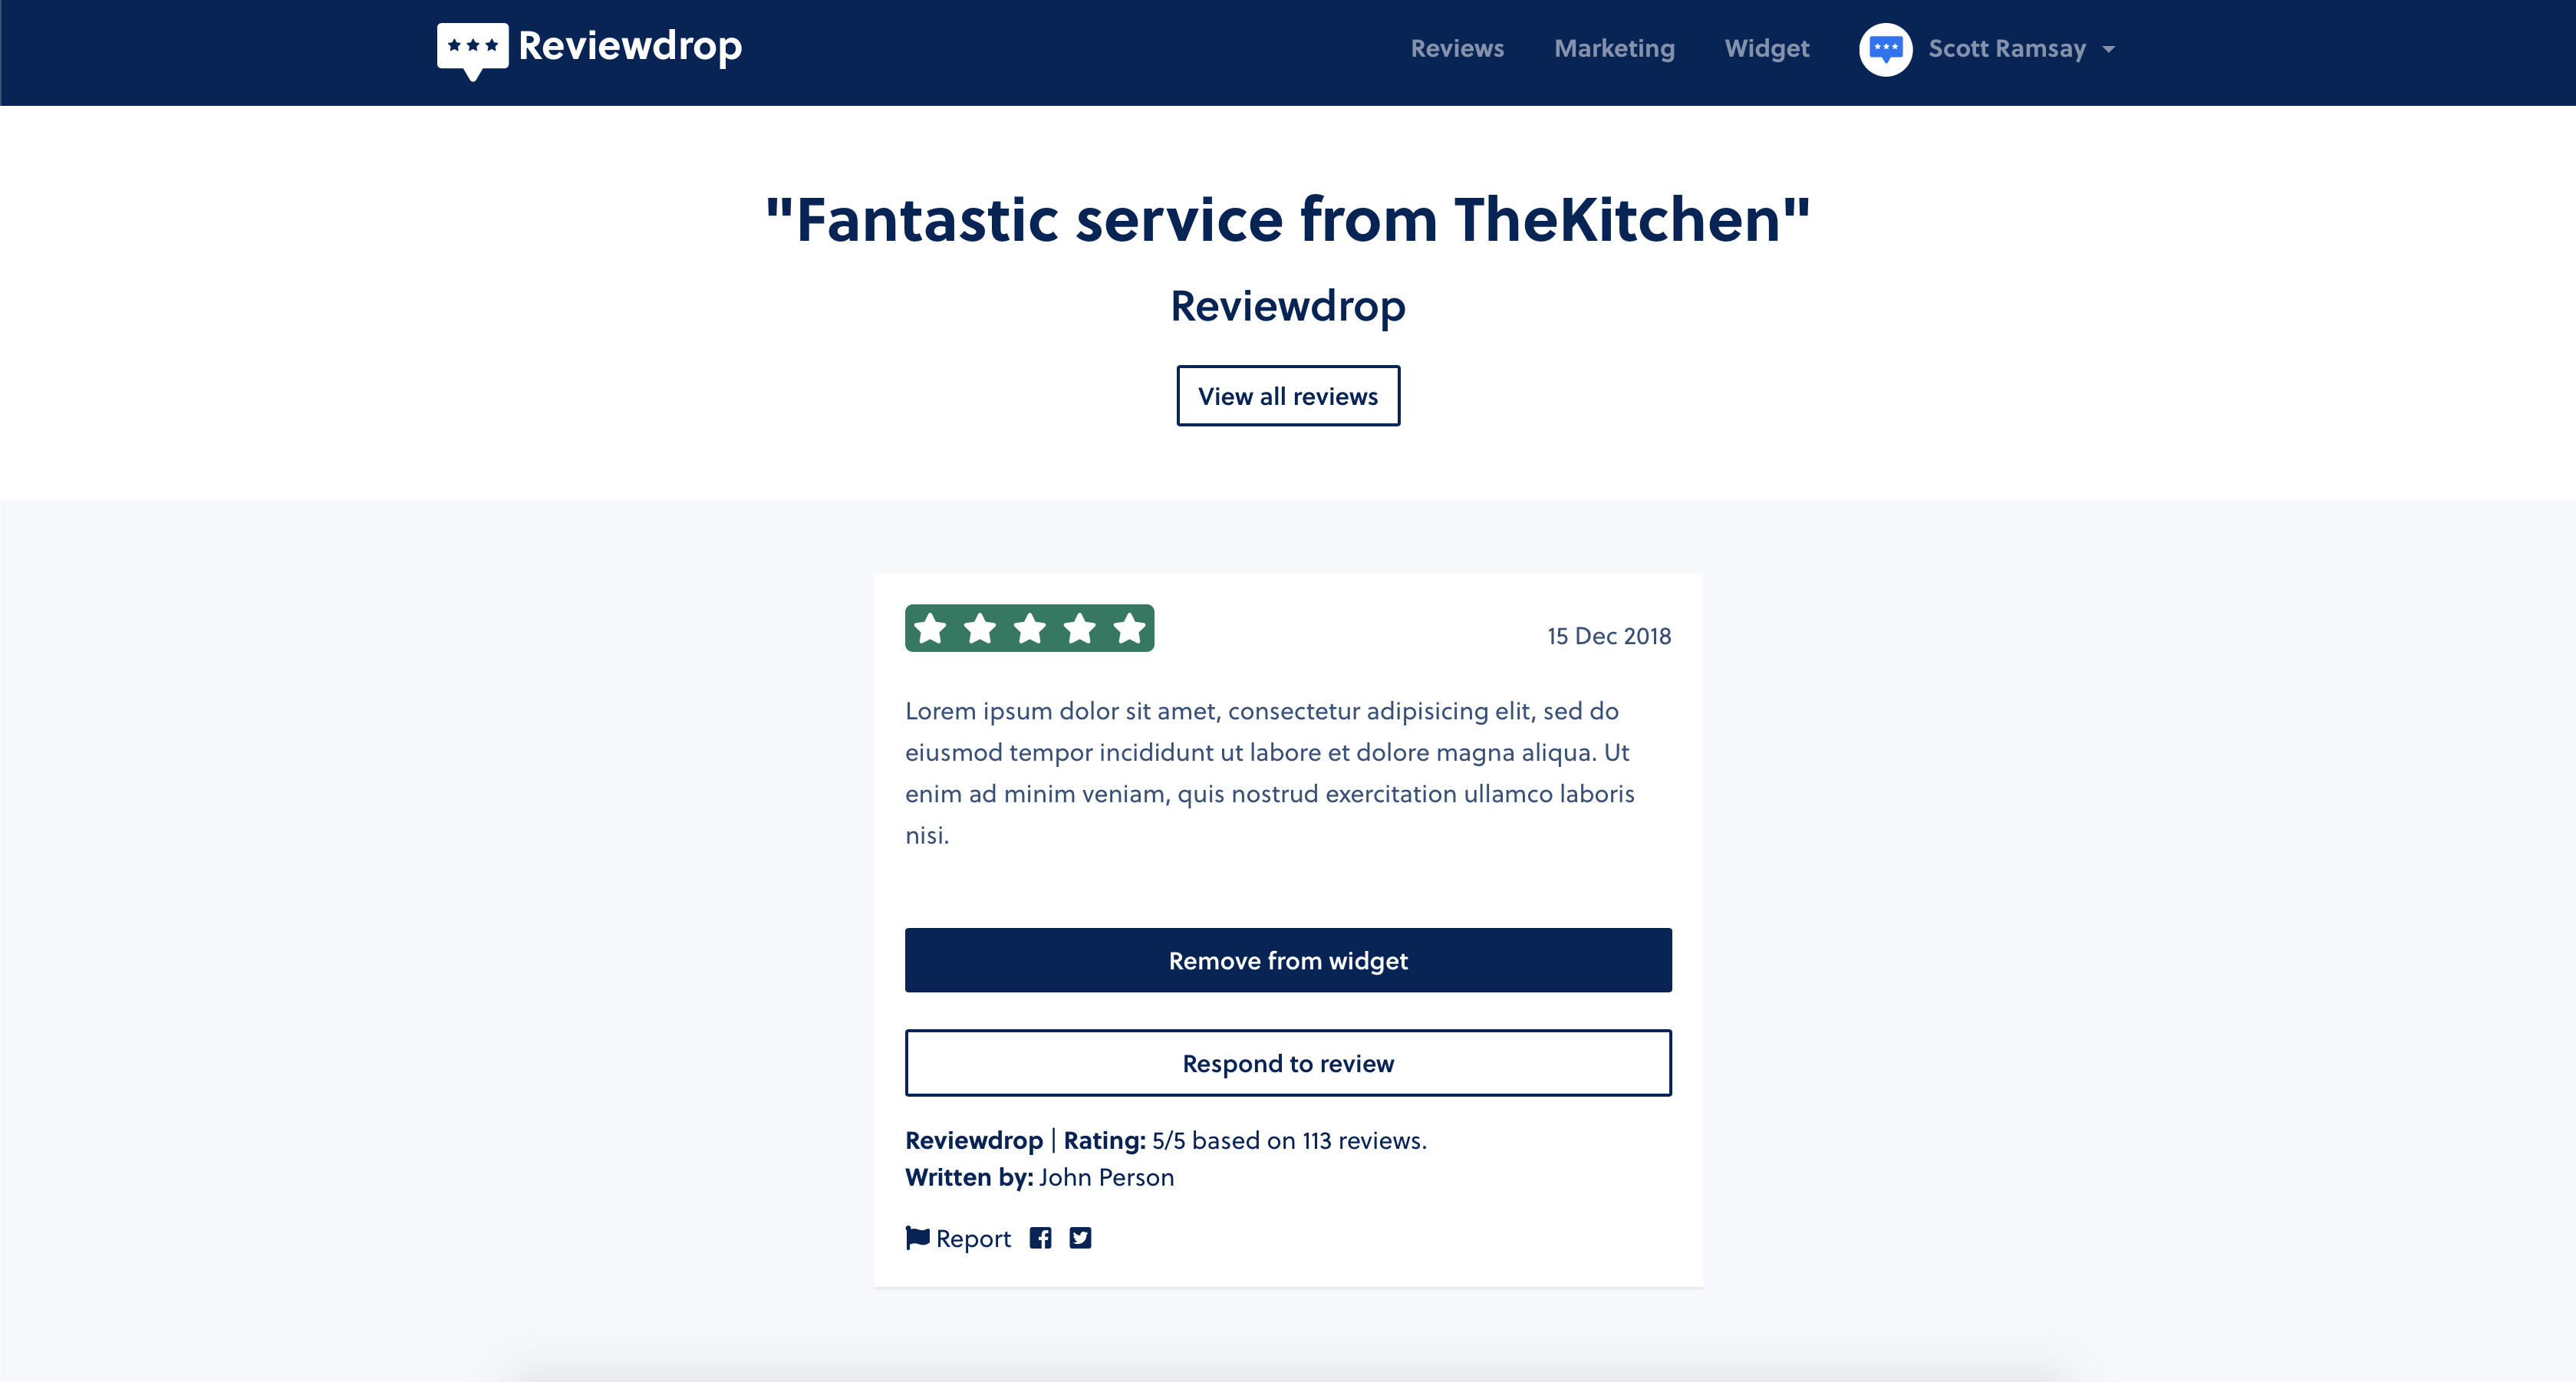 Reviewdrop
Reviews Marketing Widget Scott Ramsay
"Fantastic service from TheKitchen"
Reviewdrop
View all reviews
15 Dec 2018
Lorem ipsum dolor sit amet, consectetur adipisicing elit, sed do
eiusmod tempor incididunt ut labore et dolore magna aliqua. Ut
enim ad minim veniam, quis nostrud exercitation ullamco laboris
nisi.
Remove from widget
Respond to review
Reviewdrop | Rating: 5/5 based on 113 reviews.
Written by: John Person
Report